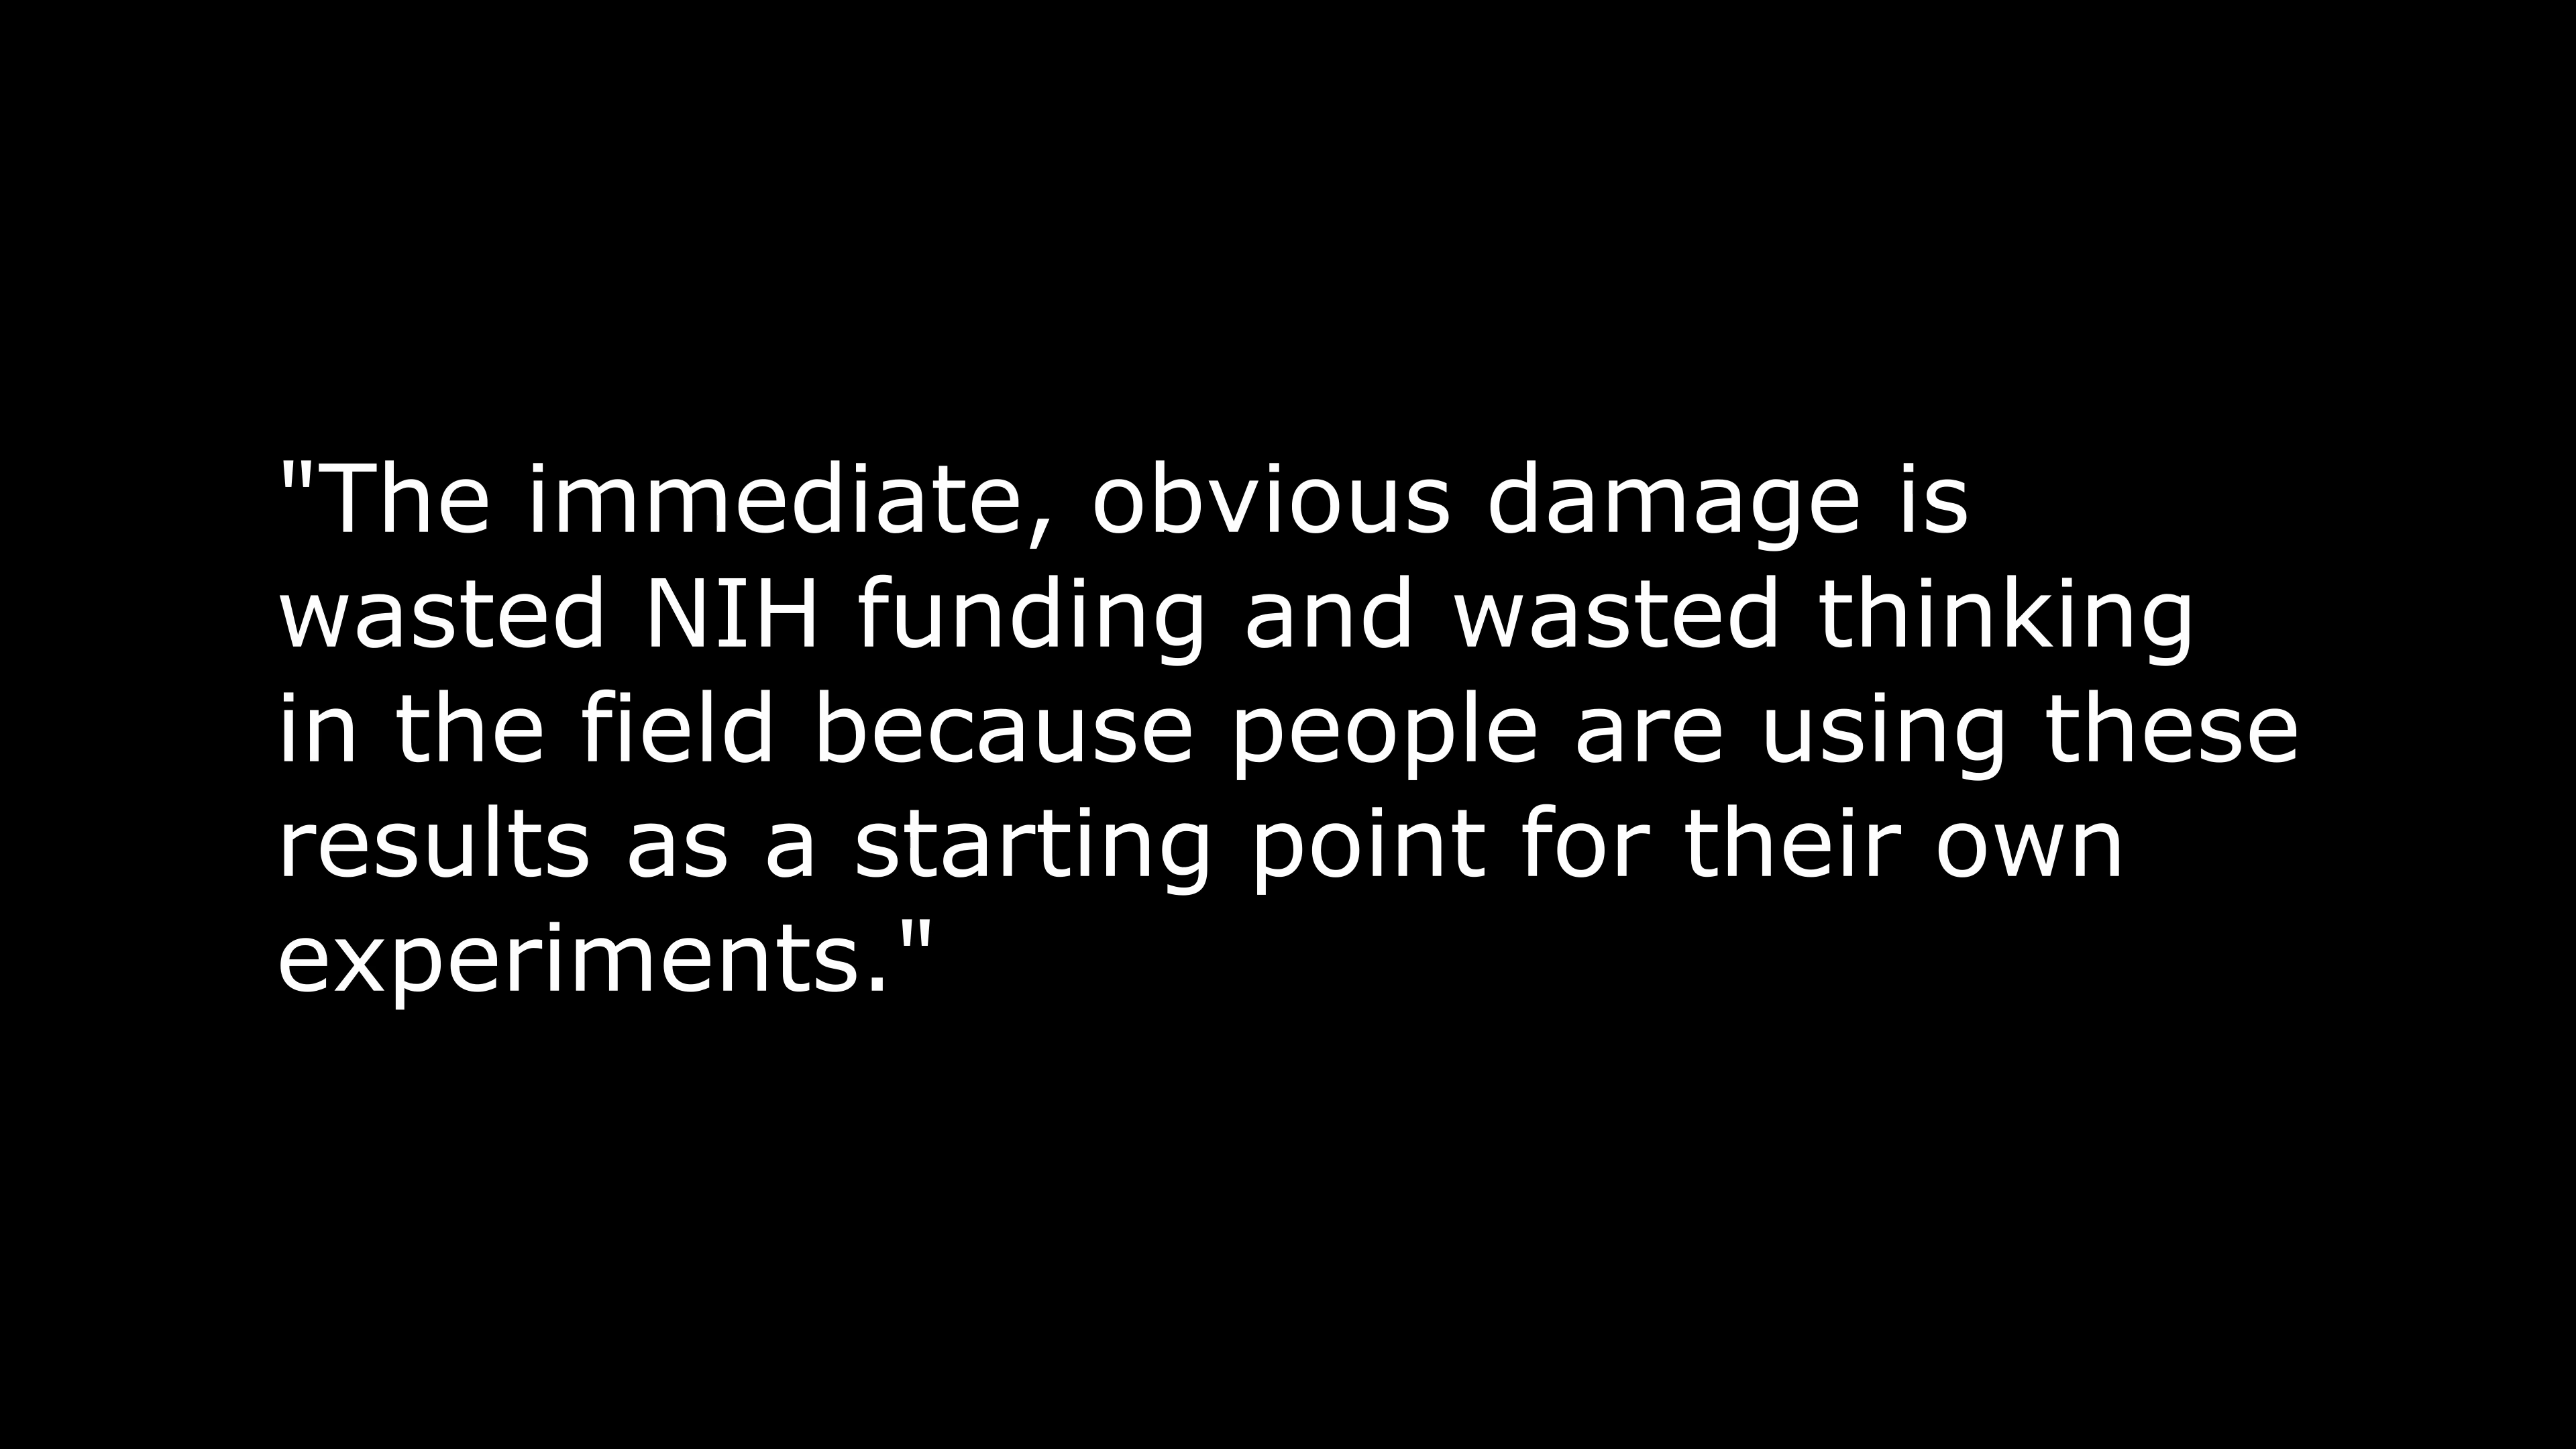 "The immediate, obvious damage is
wasted NIH funding and wasted thinking
in the field because people are using these
results as a starting point for their own
experiments."